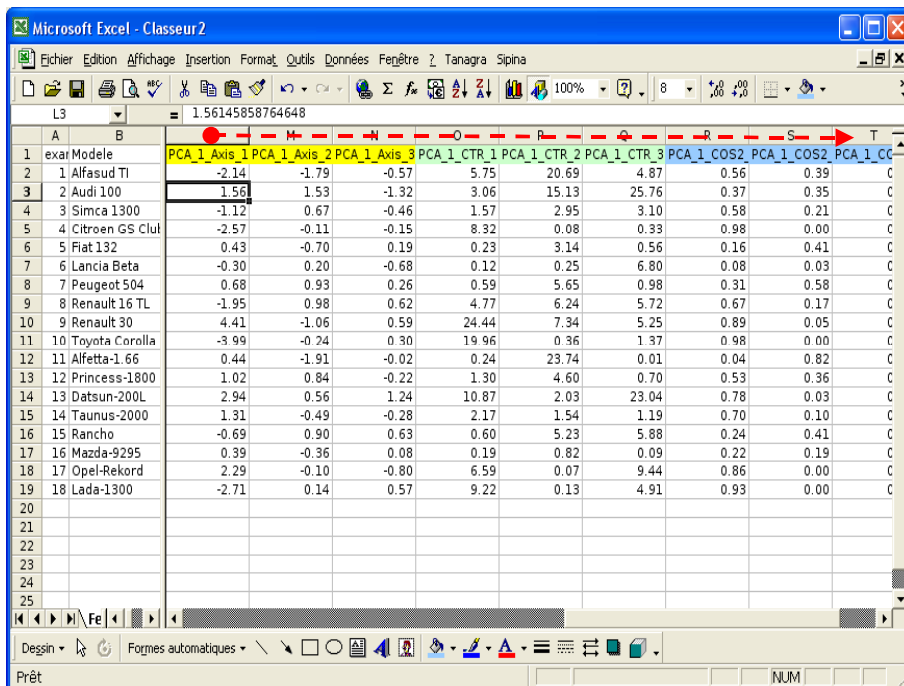 Microsoft Excel - Classeur2
Fichier Edition Affichage Insertion Format Outils Données Fenêtre ? Tanagra Sipina
100% 8
L3 = 1.56145858764648
A B M N O P Q R S T
1 exar Modele PCA_1_Axis_1 PCA_1_Axis_2 PCA_1_Axis_3 PCA_1_CTR_1 PCA_1_CTR_2 PCA_1_CTR_3 PCA_1_COS2_ PCA_1_COS2_ PCA_1_CO
2 1 Alfasud TI -2.14 -1.79 -0.57 5.75 20.69 4.87 0.56 0.39 0
3 2 Audi 100 1.56 1.53 -1.32 3.06 15.13 25.76 0.37 0.35 0
4 3 Simca 1300 -1.12 0.67 -0.46 1.57 2.95 3.10 0.58 0.21 0
5 4 Citroen GS Club -2.57 -0.11 -0.15 8.32 0.08 0.33 0.98 0.00 0
6 5 Fiat 132 0.43 -0.70 0.19 0.23 3.14 0.56 0.16 0.41 0
7 6 Lancia Beta -0.30 0.20 -0.68 0.12 0.25 6.80 0.08 0.03 0
8 7 Peugeot 504 0.68 0.93 0.26 0.59 5.65 0.98 0.31 0.58 0
9 8 Renault 16 TL -1.95 0.98 0.62 4.77 6.24 5.72 0.67 0.17 0
10 9 Renault 30 4.41 -1.06 0.59 24.44 7.34 5.25 0.89 0.05 0
11 10 Toyota Corolla -3.99 -0.24 0.30 19.96 0.36 1.37 0.98 0.00 0
12 11 Alfetta-1.66 0.44 -1.91 -0.02 0.24 23.74 0.01 0.04 0.82 0
13 12 Princess-1800 1.02 0.84 -0.22 1.30 4.60 0.70 0.53 0.36 0
14 13 Datsun-200L 2.94 0.56 1.24 10.87 2.03 23.04 0.78 0.03 0
15 14 Taunus-2000 1.31 -0.49 -0.28 2.17 1.54 1.19 0.70 0.10 0
16 15 Rancho -0.69 0.90 0.63 0.60 5.23 5.88 0.24 0.41 0
17 16 Mazda-9295 0.39 -0.36 0.08 0.19 0.82 0.09 0.22 0.19 0
18 17 Opel-Rekord 2.29 -0.10 -0.80 6.59 0.07 9.44 0.86 0.00 0
19 18 Lada-1300 -2.71 0.14 0.57 9.22 0.13 4.91 0.93 0.00 0
20
21
22
23
24
25
Fe
Dessin Formes automatiques
Prêt NUM